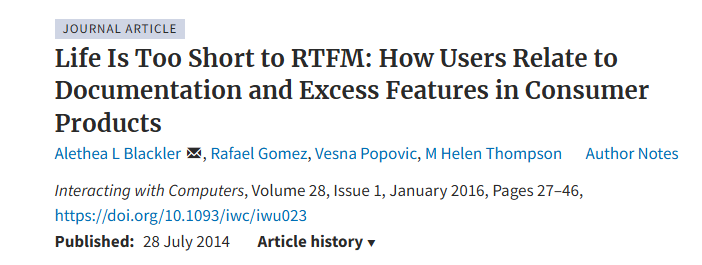 JOURNAL ARTICLE
Life Is Too Short to RTFM: How Users Relate to
Documentation and Excess Features in Consumer
Products
Alethea L Blackler, Rafael Gomez, Vesna Popovic, M Helen Thompson Author Notes
Interacting with Computers, Volume 28, Issue 1, January 2016, Pages 27–46,
https://doi.org/10.1093/iwc/iwu023
Published: 28 July 2014 Article history